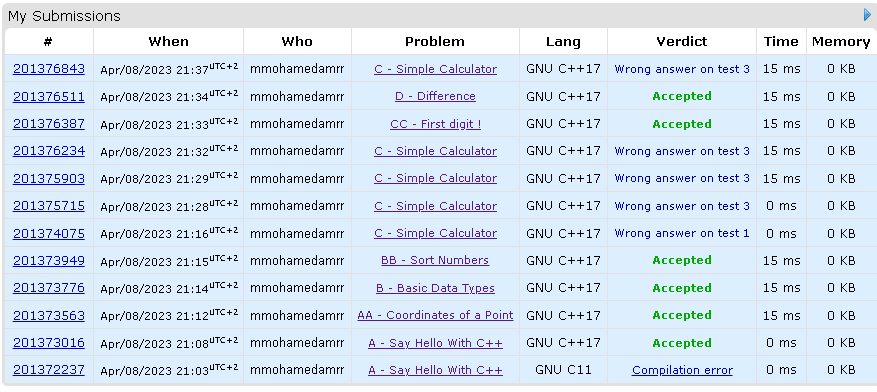 My Submissions
# When Who Problem Lang Verdict Time Memory
201376843 Apr/08/2023 21:37 UTC+2 mmohamedamrr C - Simple Calculator GNU C++17 Wrong answer on test 3 15 ms 0 KB
201376511 Apr/08/2023 21:34 UTC+2 mmohamedamrr D - Difference GNU C++17 Accepted 15 ms 0 KB
201376387 Apr/08/2023 21:33 UTC+2 mmohamedamrr CC - First digit ! GNU C++17 Accepted 15 ms 0 KB
201376234 Apr/08/2023 21:32 UTC+2 mmohamedamrr C - Simple Calculator GNU C++17 Wrong answer on test 3 15 ms 0 KB
201375903 Apr/08/2023 21:29 UTC+2 mmohamedamrr C - Simple Calculator GNU C++17 Wrong answer on test 3 15 ms 0 KB
201375715 Apr/08/2023 21:28 UTC+2 mmohamedamrr C - Simple Calculator GNU C++17 Wrong answer on test 3 0 ms 0 KB
201374075 Apr/08/2023 21:16 UTC+2 mmohamedamrr C - Simple Calculator GNU C++17 Wrong answer on test 1 0 ms 0 KB
201373949 Apr/08/2023 21:15 UTC+2 mmohamedamrr BB - Sort Numbers GNU C++17 Accepted 15 ms 0 KB
201373776 Apr/08/2023 21:14 UTC+2 mmohamedamrr B - Basic Data Types GNU C++17 Accepted 15 ms 0 KB
201373563 Apr/08/2023 21:12 UTC+2 mmohamedamrr AA - Coordinates of a Point GNU C++17 Accepted 15 ms 0 KB
201373016 Apr/08/2023 21:08 UTC+2 mmohamedamrr A - Say Hello With C++ GNU C++17 Accepted 0 ms 0 KB
201372237 Apr/08/2023 21:03 UTC+2 mmohamedamrr A - Say Hello With C++ GNU C11 Compilation error 0 ms 0 KB